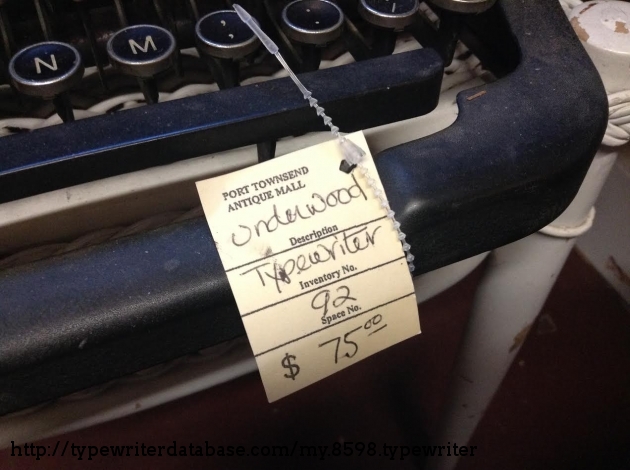 N M , ;
PORT TOWNSEND
ANTIQUE MALL
Underwood
Description
Typewriter
Inventory No.
92
Space No.
$ 75.00
http://typewriterdatabase.com/my.8598.typewriter